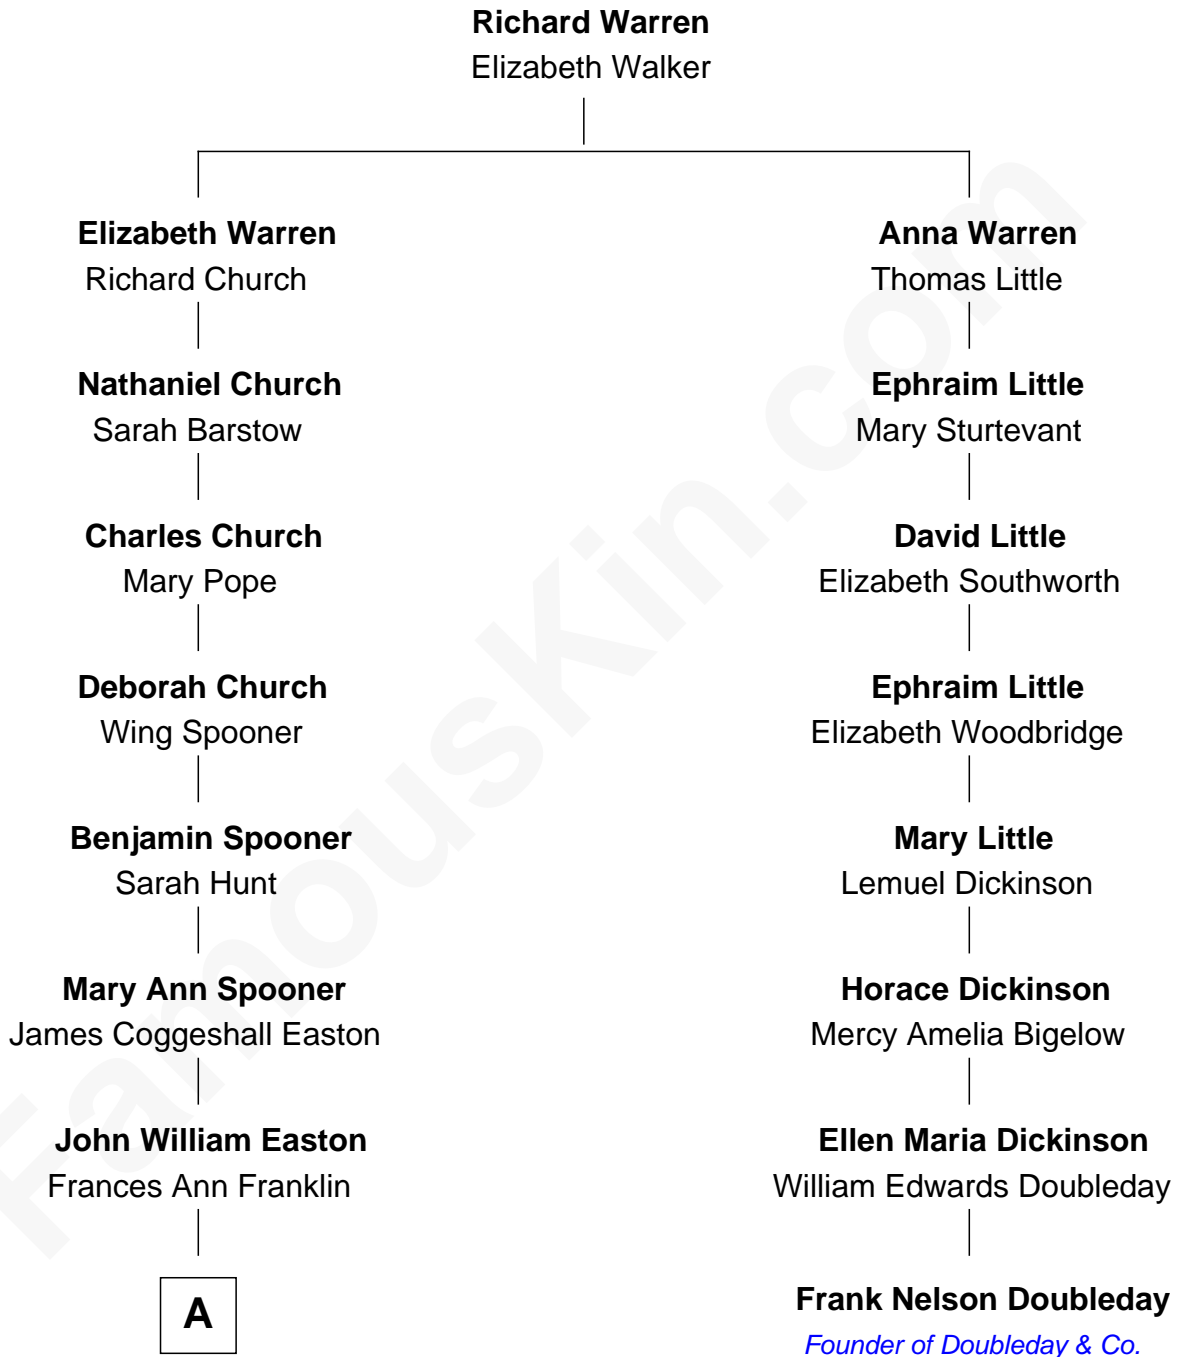 Richard Warren
Elizabeth Walker
Elizabeth Warren
Richard Church
Nathaniel Church
Sarah Barstow
Charles Church
Mary Pope
Deborah Church
Wing Spooner
Benjamin Spooner
Sarah Hunt
Mary Ann Spooner
James Coggeshall Easton
John William Easton
Frances Ann Franklin
A
Anna Warren
Thomas Little
Ephraim Little
Mary Sturtevant
David Little
Elizabeth Southworth
Ephraim Little
Elizabeth Woodbridge
Mary Little
Lemuel Dickinson
Horace Dickinson
Mercy Amelia Bigelow
Ellen Maria Dickinson
William Edwards Doubleday
Frank Nelson Doubleday
Founder of Doubleday & Co.
FamousKin.com